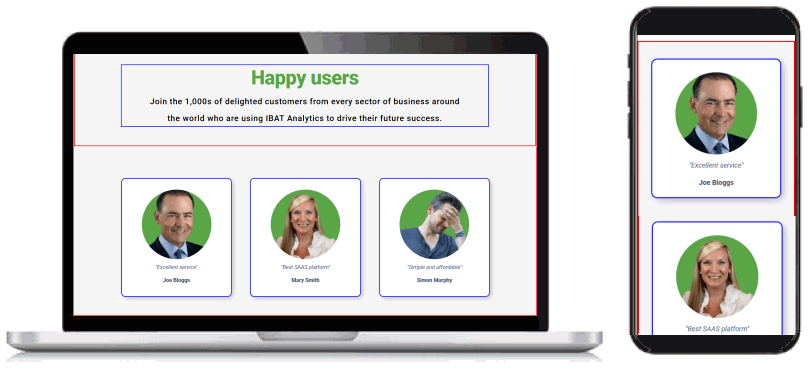 Happy users
Join the 1,000s of delighted customers from every sector of business around
the world who are using IBAT Analytics to drive their future success.
"Excellent service"
Joe Bloggs
"Best SAAS platform"
Mary Smith
"Simple and affordable"
Simon Murphy
"Excellent service"
Joe Bloggs
"Best SAAS platform"